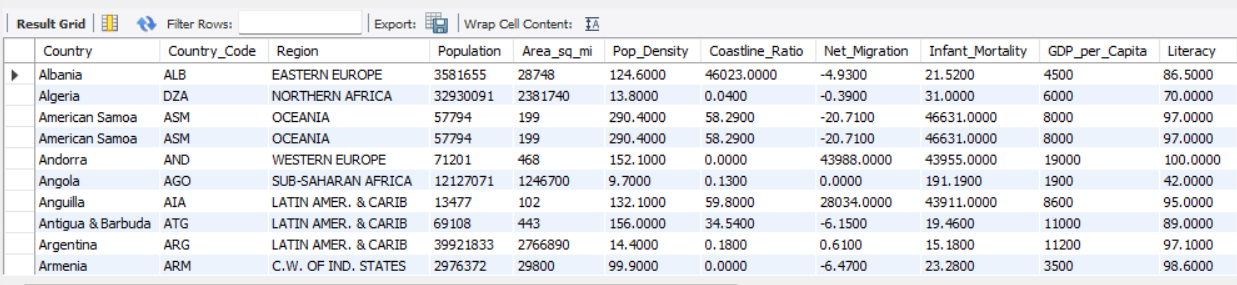 Result Grid Filter Rows: Export: Wrap Cell Content: IA
Country Country_Code Region Population Area_sq_mi Pop_Density Coastline_Ratio Net_Migration Infant_Mortality GDP_per_Capita Literacy
Albania ALB EASTERN EUROPE 3581655 28748 124.6000 46023.0000 -4.9300 21.5200 4500 86.5000
Algeria DZA NORTHERN AFRICA 32930091 2381740 13.8000 0.0400 -0.3900 31.0000 6000 70.0000
American Samoa ASM OCEANIA 57794 199 290.4000 58.2900 -20.7100 46631.0000 8000 97.0000
American Samoa ASM OCEANIA 57794 199 290.4000 58.2900 -20.7100 46631.0000 8000 97.0000
Andorra AND WESTERN EUROPE 71201 468 152.1000 0.0000 43988.0000 43955.0000 19000 100.0000
Angola AGO SUB-SAHARAN AFRICA 12127071 1246700 9.7000 0.1300 0.0000 191.1900 1900 42.0000
Anguilla AIA LATIN AMER. & CARIB 13477 102 132.1000 59.8000 28034.0000 43911.0000 8600 95.0000
Antigua & Barbuda ATG LATIN AMER. & CARIB 69108 443 156.0000 34.5400 -6.1500 19.4600 11000 89.0000
Argentina ARG LATIN AMER. & CARIB 39921833 2766890 14.4000 0.1800 0.6100 15.1800 11200 97.1000
Armenia ARM C.W. OF IND. STATES 2976372 29800 99.9000 0.0000 -6.4700 23.2800 3500 98.6000